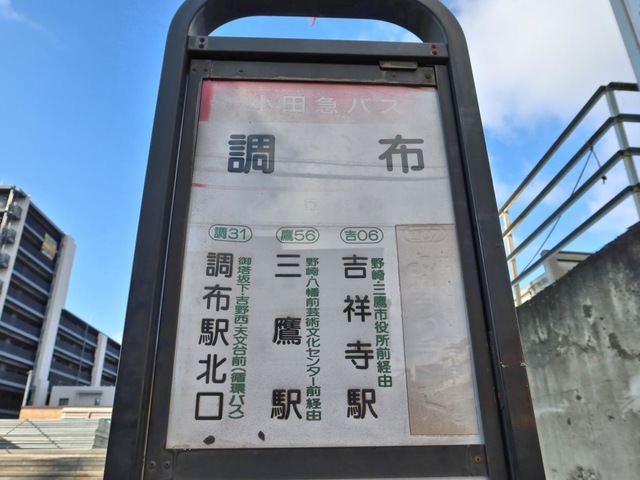 小田急バス
調布
吉06
野崎・三鷹市役所前経由
吉祥寺駅
鷹56
野崎八幡前芸術文化センター前経由
三鷹駅
調31
御塔坂下・吉野西・大文台前(循環バス)
調布駅北口